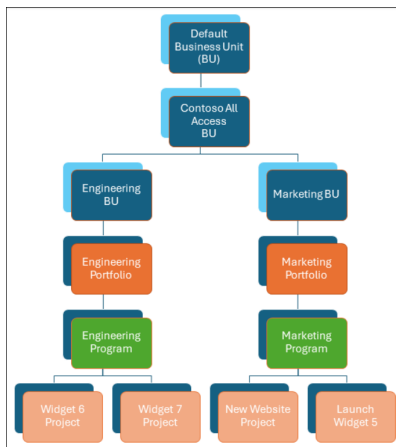 Default
Business Unit
(BU)
Contoso All
Access
BU
Engineering
BU
Marketing BU
Engineering
Portfolio
Marketing
Portfolio
Engineering
Program
Marketing
Program
Widget 6
Project
Widget 7
Project
New Website
Project
Launch
Widget 5